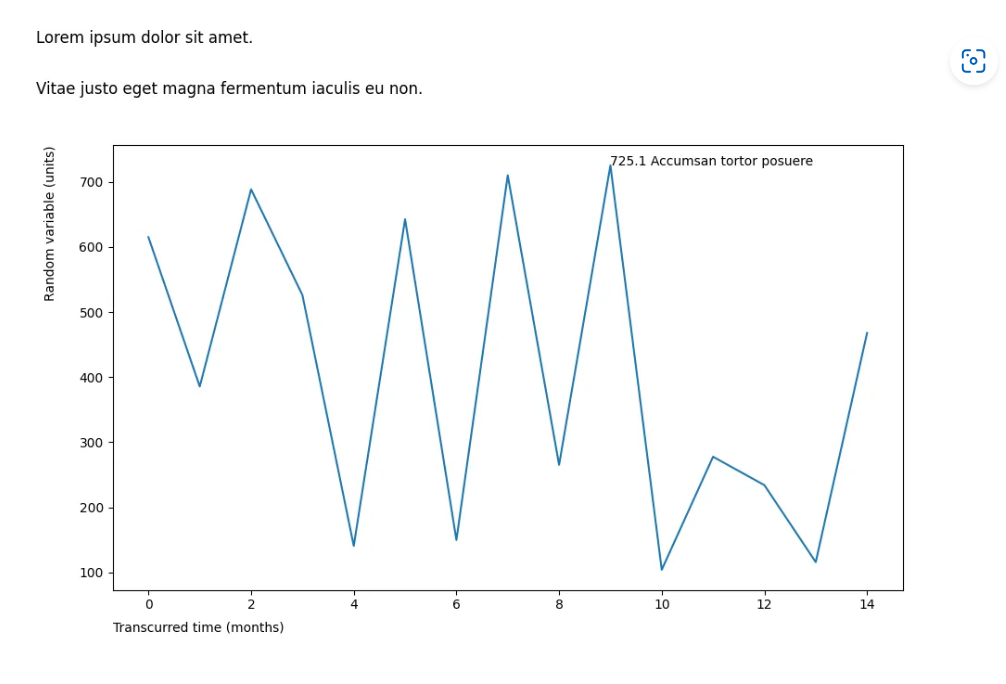 Lorem ipsum dolor sit amet.
Vitae justo eget magna fermentum iaculis eu non.
Random variable (units)
725.1 Accumsan tortor posuere
700
600
500
400
300
200
100
0 2 4 6 8 10 12 14
Transcurred time (months)